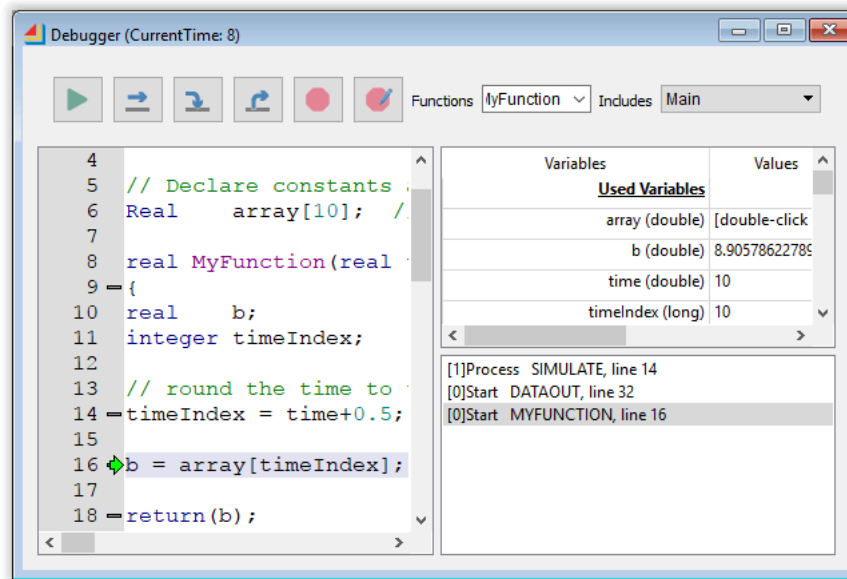 Debugger (CurrentTime: 8)
Functions MyFunction Includes Main
4
5 // Declare constants
6 Real    array[10];  //
7
8 real MyFunction(real
9 {
10 real    b;
11 integer timeIndex;
12
13 // round the time to
14 timeIndex = time+0.5;
15
16 b = array[timeIndex];
17
18 return(b);
Variables Values
Used Variables
array (double) [double-click
b (double) 8.90578622789
time (double) 10
timeIndex (long) 10
[1]Process SIMULATE, line 14
[0]Start DATAOUT, line 32
[0]Start MYFUNCTION, line 16